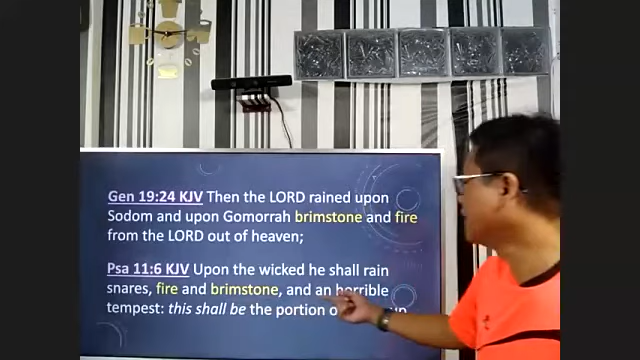 Gen 19:24 KJV Then the LORD rained upon
Sodom and upon Gomorrah brimstone and fire
from the LORD out of heaven;
Psa 11:6 KJV Upon the wicked he shall rain
snares, fire and brimstone, and an horrible
tempest: this shall be the portion